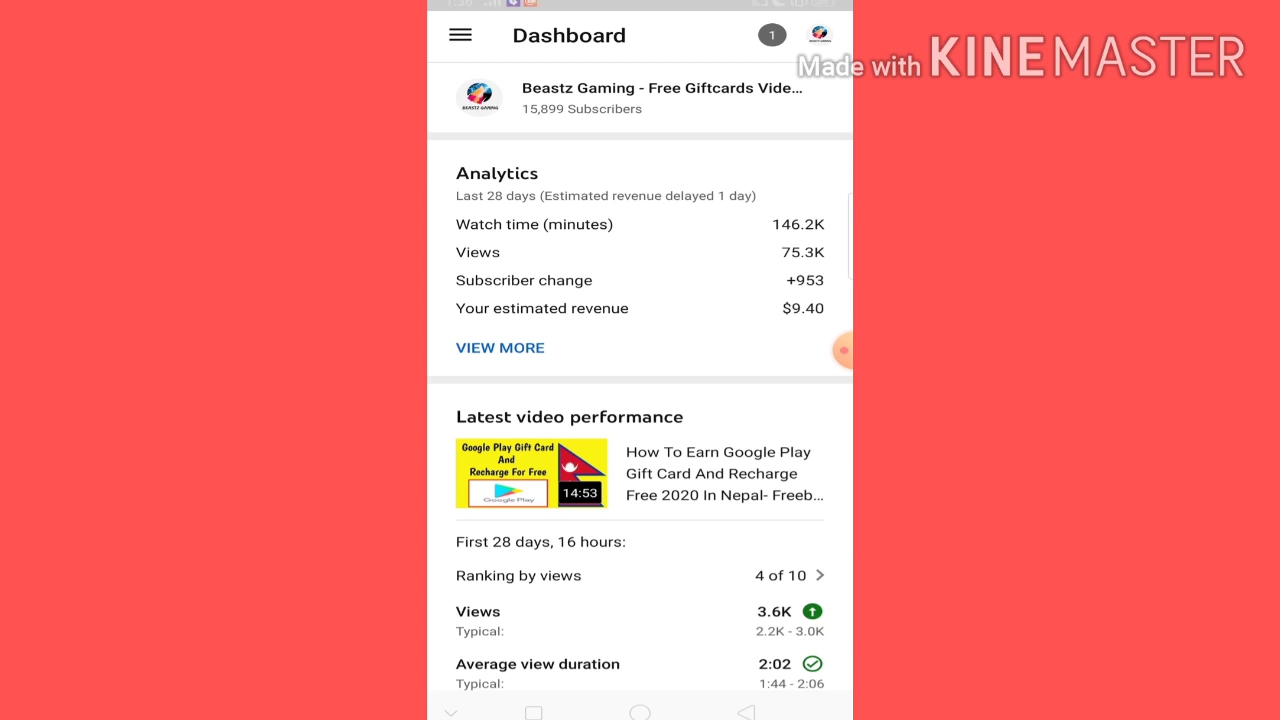 Dashboard
1
Made with KINEMASTER
Beastz Gaming - Free Giftcards Vide...
15,899 Subscribers
BEASTZ GAMING
Analytics
Last 28 days (Estimated revenue delayed 1 day)
Watch time (minutes) 146.2K
Views 75.3K
Subscriber change +953
Your estimated revenue $9.40
VIEW MORE
Latest video performance
Google Play Gift Card
And
Recharge For Free
Google Play
14:53
How To Earn Google Play
Gift Card And Recharge
Free 2020 In Nepal- Freeb...
First 28 days, 16 hours:
Ranking by views 4 of 10
Views 3.6K
Typical: 2.2K - 3.0K
Average view duration 2:02
Typical: 1:44 - 2:06